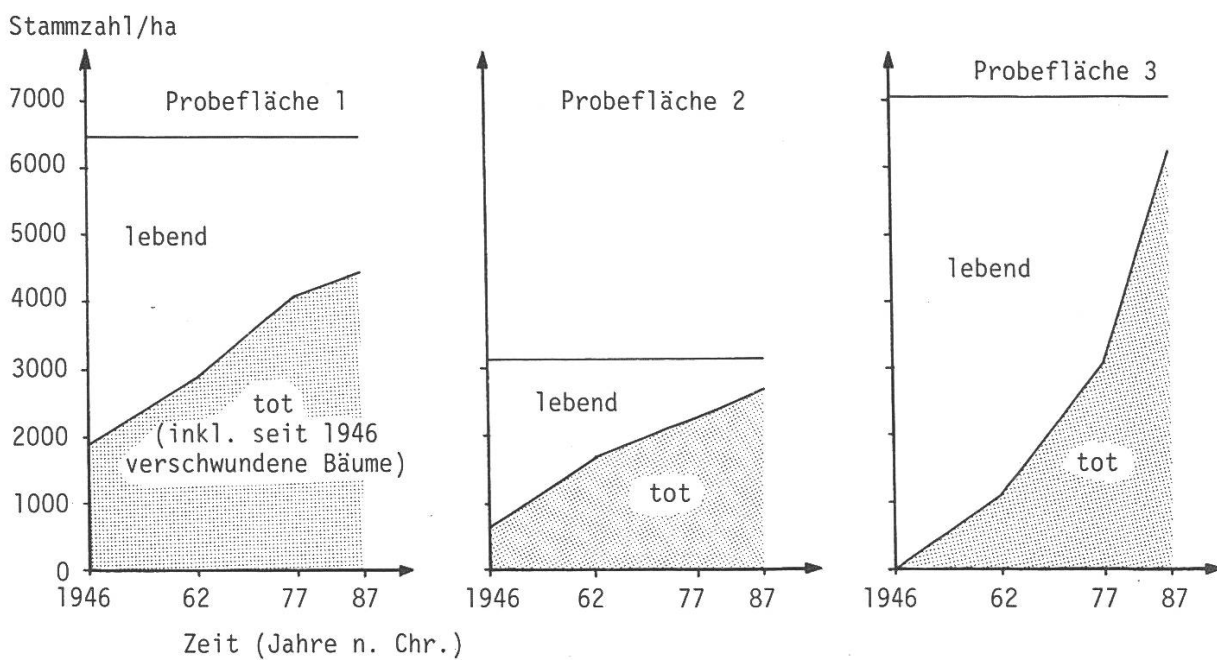 Stammzahl/ha
7000
6000
5000
4000
3000
2000
1000
0
Probefläche 1
lebend
tot
(inkl. seit 1946
verschwundene Bäume)
1946 62 77 87
Zeit (Jahre n. Chr.)
Probefläche 2
lebend
tot
1946 62 77 87
Probefläche 3
lebend
tot
1946 62 77 87